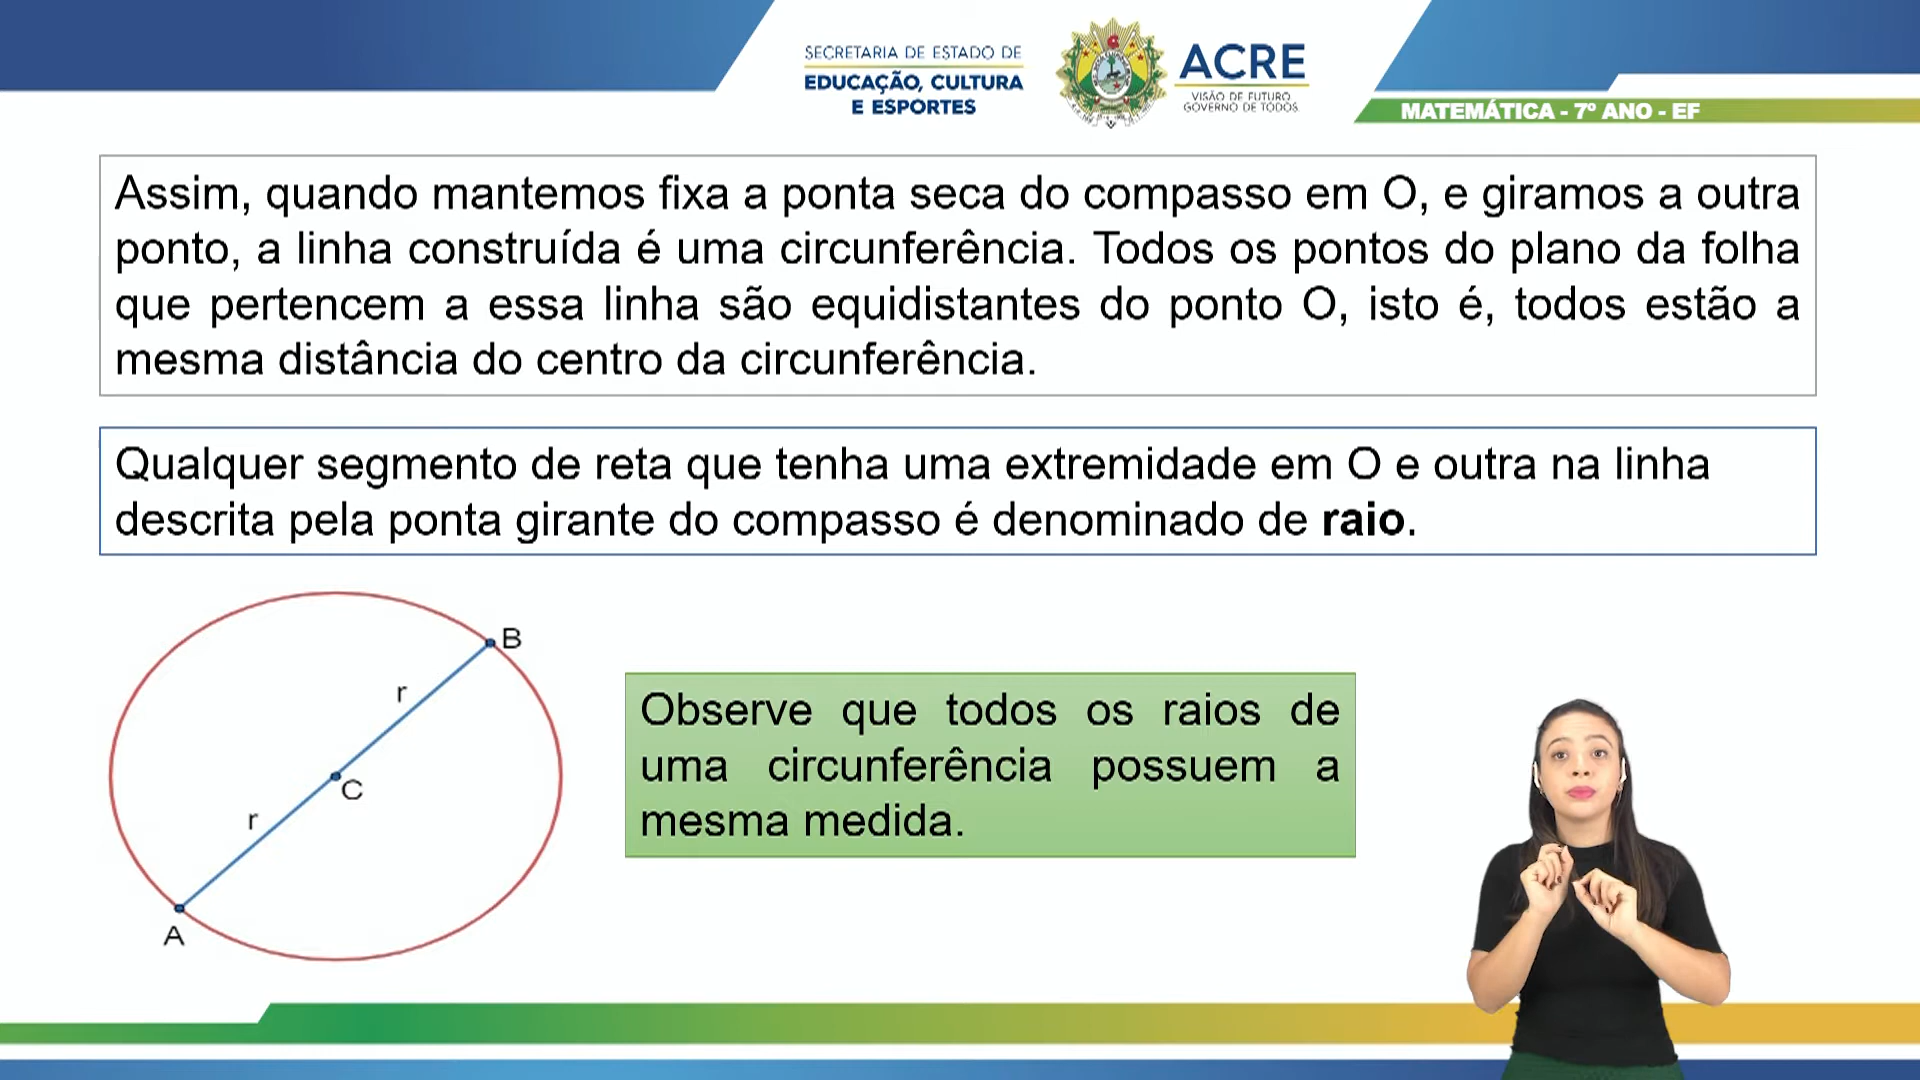 SECRETARIA DE ESTADO DE
EDUCAÇÃO, CULTURA
E ESPORTES
ACRE
VISÃO DE FUTURO
GOVERNO DE TODOS
MATEMÁTICA - 7º ANO - EF
Assim, quando mantemos fixa a ponta seca do compasso em O, e giramos a outra
ponto, a linha construída é uma circunferência. Todos os pontos do plano da folha
que pertencem a essa linha são equidistantes do ponto O, isto é, todos estão a
mesma distância do centro da circunferência.
Qualquer segmento de reta que tenha uma extremidade em O e outra na linha
descrita pela ponta girante do compasso é denominado de raio.
B
r
C
r
A
Observe que todos os raios de
uma circunferência possuem a
mesma medida.